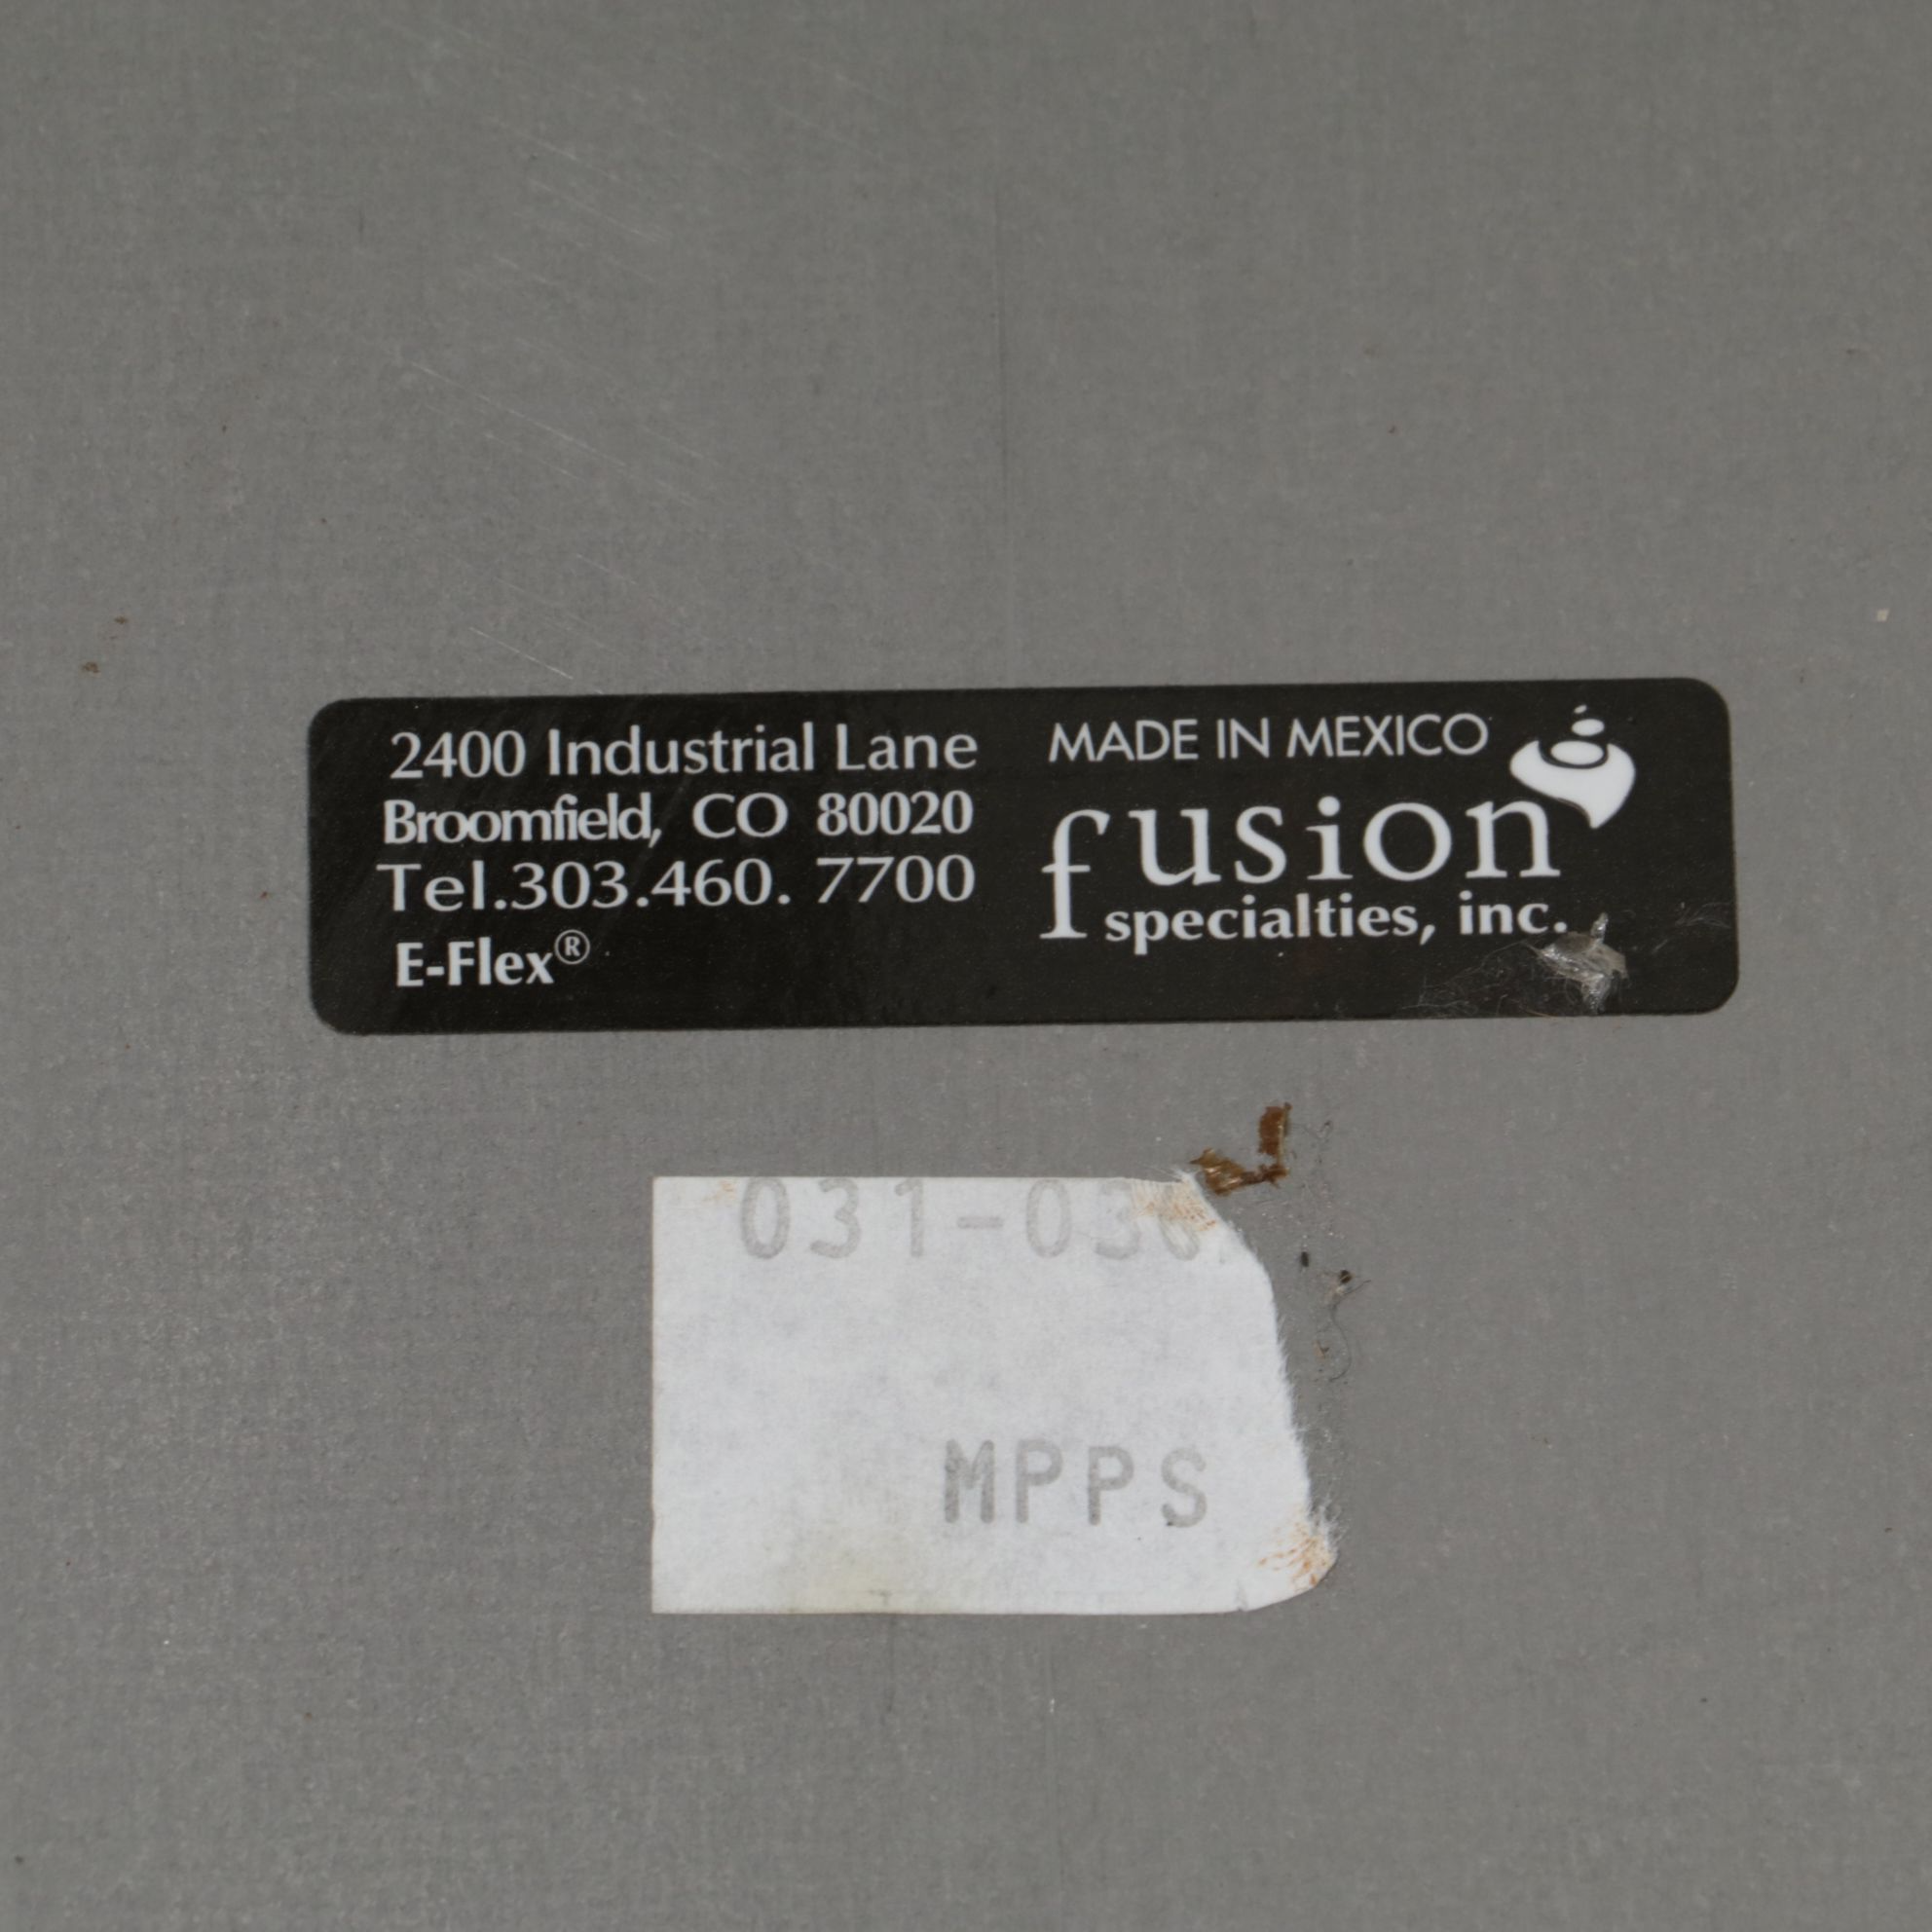 2400 Industrial Lane
Broomfield, CO 80020
Tel.303.460. 7700
E-Flex®
MADE IN MEXICO
fusion
specialties, inc.
MPPS